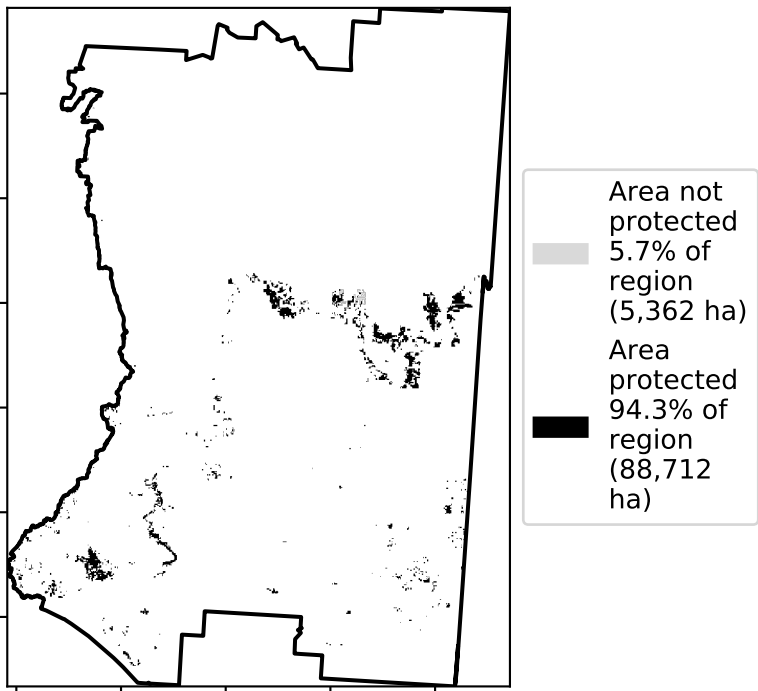 Area not
protected
5.7% of
region
(5,362 ha)
Area
protected
94.3% of
region
(88,712
ha)